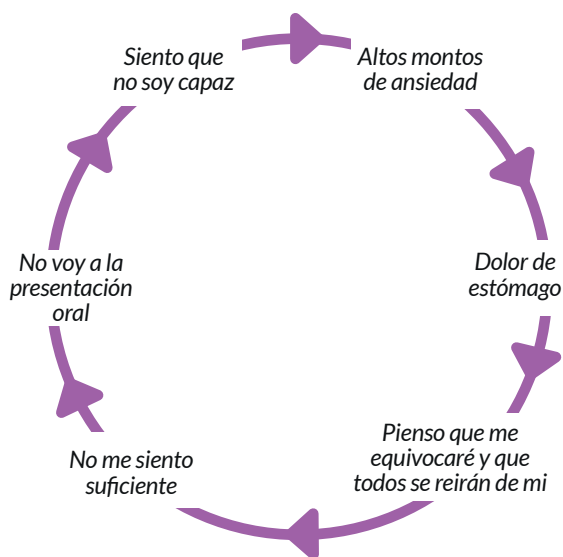 Siento que
no soy capaz
Altos montos
de ansiedad
Dolor de
estómago
Pienso que me
equivocaré y que
todos se reirán de mi
No me siento
suficiente
No voy a la
presentación
oral